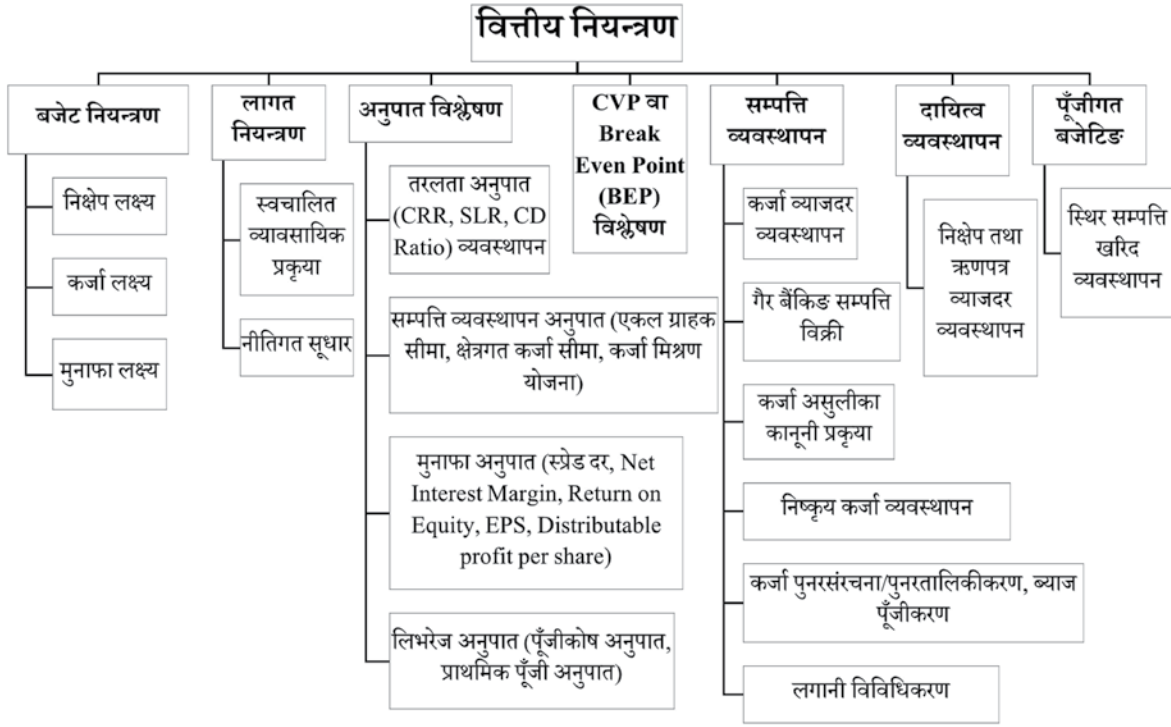 वित्तीय नियन्त्रण
बजेट नियन्त्रण
निक्षेप लक्ष्य
कर्जा लक्ष्य
मुनाफा लक्ष्य
लागत
नियन्त्रण
स्वचालित
व्यावसायिक
प्रकृया
नीतिगत सूधार
अनुपात विश्लेषण
तरलता अनुपात
(CRR, SLR, CD
Ratio) व्यवस्थापन
सम्पत्ति व्यवस्थापन अनुपात (एकल ग्राहक
सीमा, क्षेत्रगत कर्जा सीमा, कर्जा मिश्रण
योजना)
मुनाफा अनुपात (स्प्रेड दर, Net
Interest Margin, Return on
Equity, EPS, Distributable
profit per share)
लिभरेज अनुपात (पूँजीकोष अनुपात,
प्राथमिक पूँजी अनुपात)
CVP वा
Break
Even Point
(BEP)
विश्लेषण
सम्पत्ति
व्यवस्थापन
कर्जा व्याजदर
व्यवस्थापन
गैर बैंकिङ सम्पत्ति
विक्री
कर्जा असुलीका
कानूनी प्रकृया
निष्कृय कर्जा व्यवस्थापन
कर्जा पुनरसंरचना/पुनरतालिकीकरण, ब्याज
पूँजीकरण
लगानी विविधिकरण
दायित्व
व्यवस्थापन
निक्षेप तथा
ऋणपत्र
व्याजदर
व्यवस्थापन
पूँजीगत
बजेटिङ
स्थिर सम्पत्ति
खरिद
व्यवस्थापन